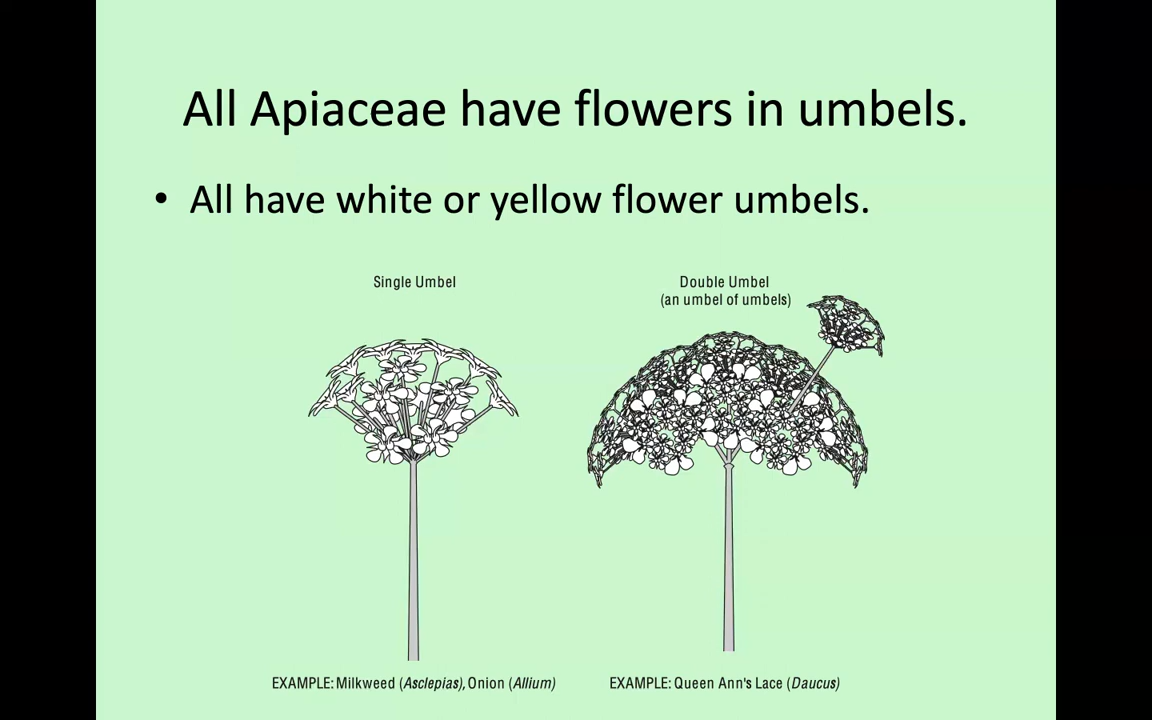 All Apiaceae have flowers in umbels.
• All have white or yellow flower umbels.
Single Umbel
Double Umbel
(an umbel of umbels)
EXAMPLE: Milkweed (Asclepias), Onion (Allium)
EXAMPLE: Queen Ann's Lace (Daucus)